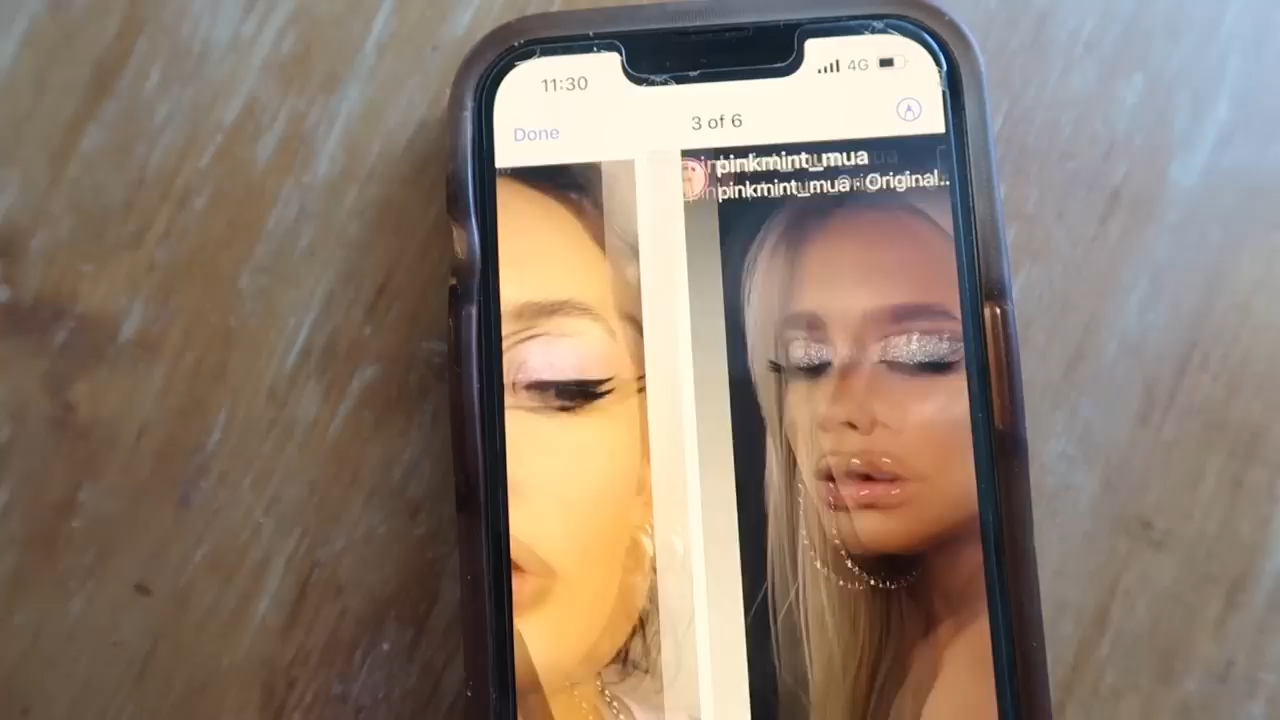 11:30
4G
Done
3 of 6
pinkmint_mua
pinkmint_mua · Original..